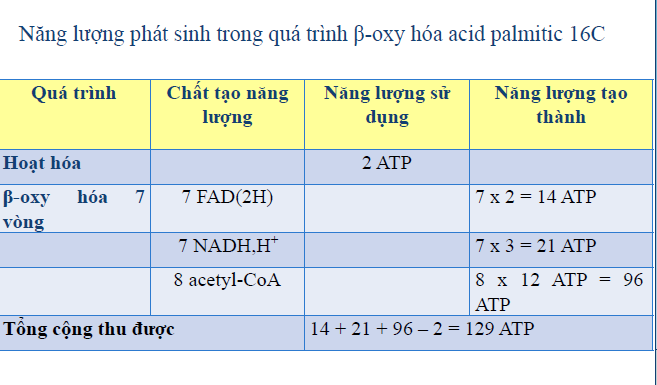 Năng lượng phát sinh trong quá trình β-oxy hóa acid palmitic 16C
Quá trình
Chất tạo năng
lượng
Năng lượng sử
dụng
Năng lượng tạo
thành
Hoạt hóa
2 ATP
β-oxy hóa 7
vòng
7 FAD(2H)
7 x 2 = 14 ATP
7 NADH,H⁺
7 x 3 = 21 ATP
8 acetyl-CoA
8 x 12 ATP = 96
ATP
Tổng cộng thu được
14 + 21 + 96 – 2 = 129 ATP